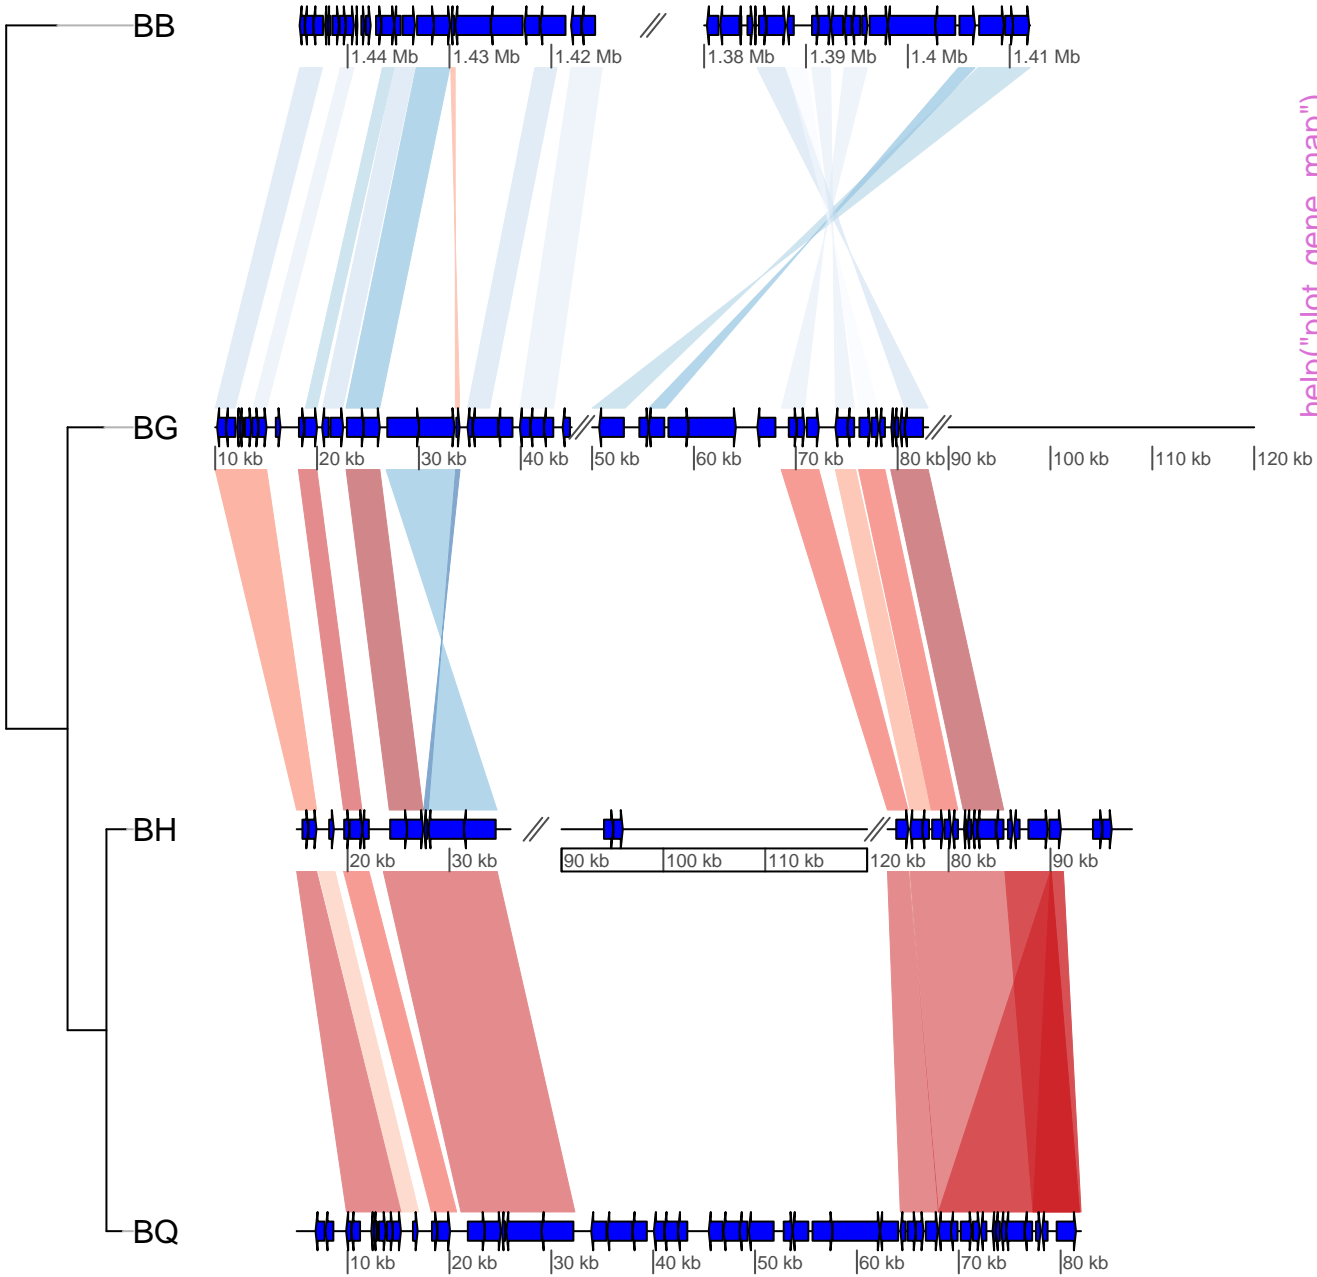 BB
1.44 Mb 1.43 Mb 1.42 Mb 1.38 Mb 1.39 Mb 1.4 Mb 1.41 Mb
help("plot_gene_map")
BG
10 kb 20 kb 30 kb 40 kb 50 kb 60 kb 70 kb 80 kb 90 kb 100 kb 110 kb 120 kb
BH
20 kb 30 kb 90 kb 100 kb 110 kb 120 kb 80 kb 90 kb
BQ
10 kb 20 kb 30 kb 40 kb 50 kb 60 kb 70 kb 80 kb